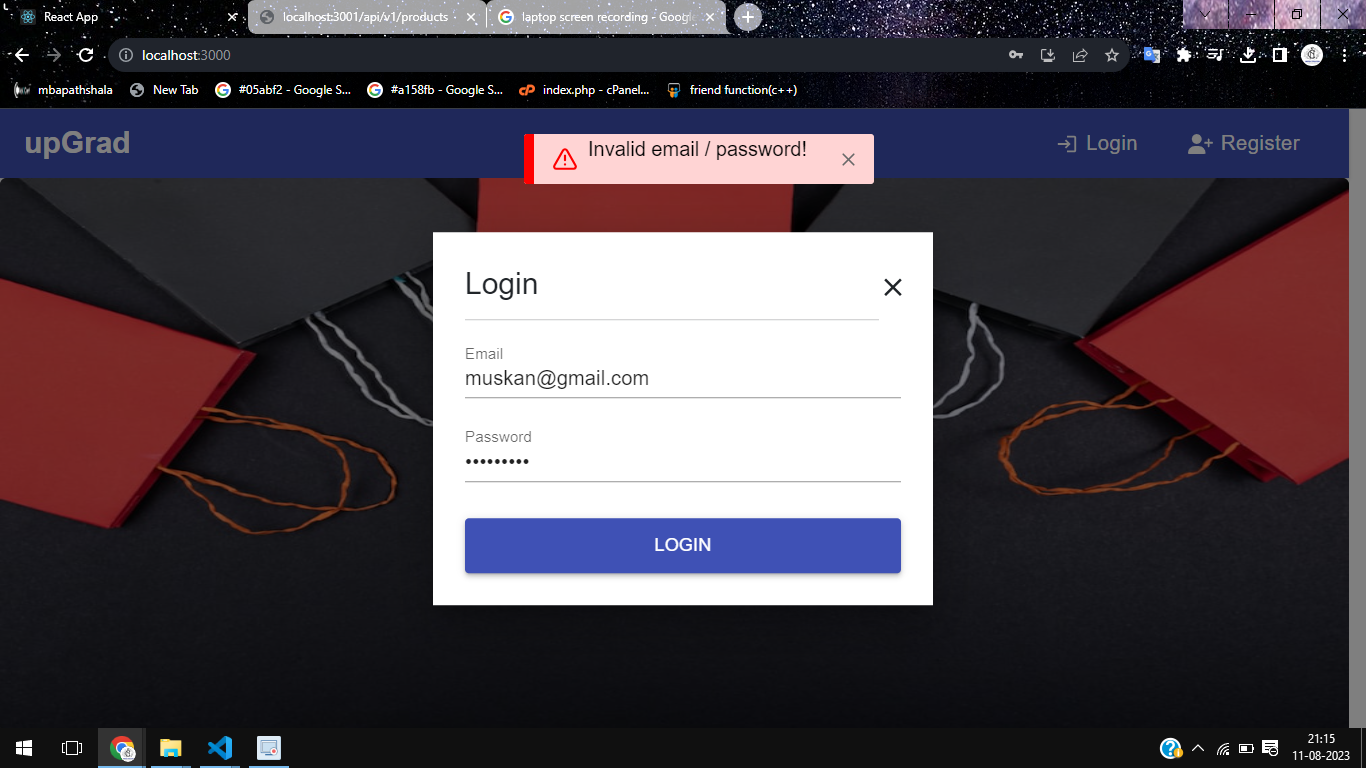 React App
localhost:3001/api/v1/products
laptop screen recording - Google
localhost:3000
mbapathshala
New Tab
#05abf2 - Google S...
#a158fb - Google S...
index.php - cPanel...
friend function(c++)
upGrad
Invalid email / password!
Login
Register
Login
Email
muskan@gmail.com
Password
•••••••••
LOGIN
21:15
11-08-2023